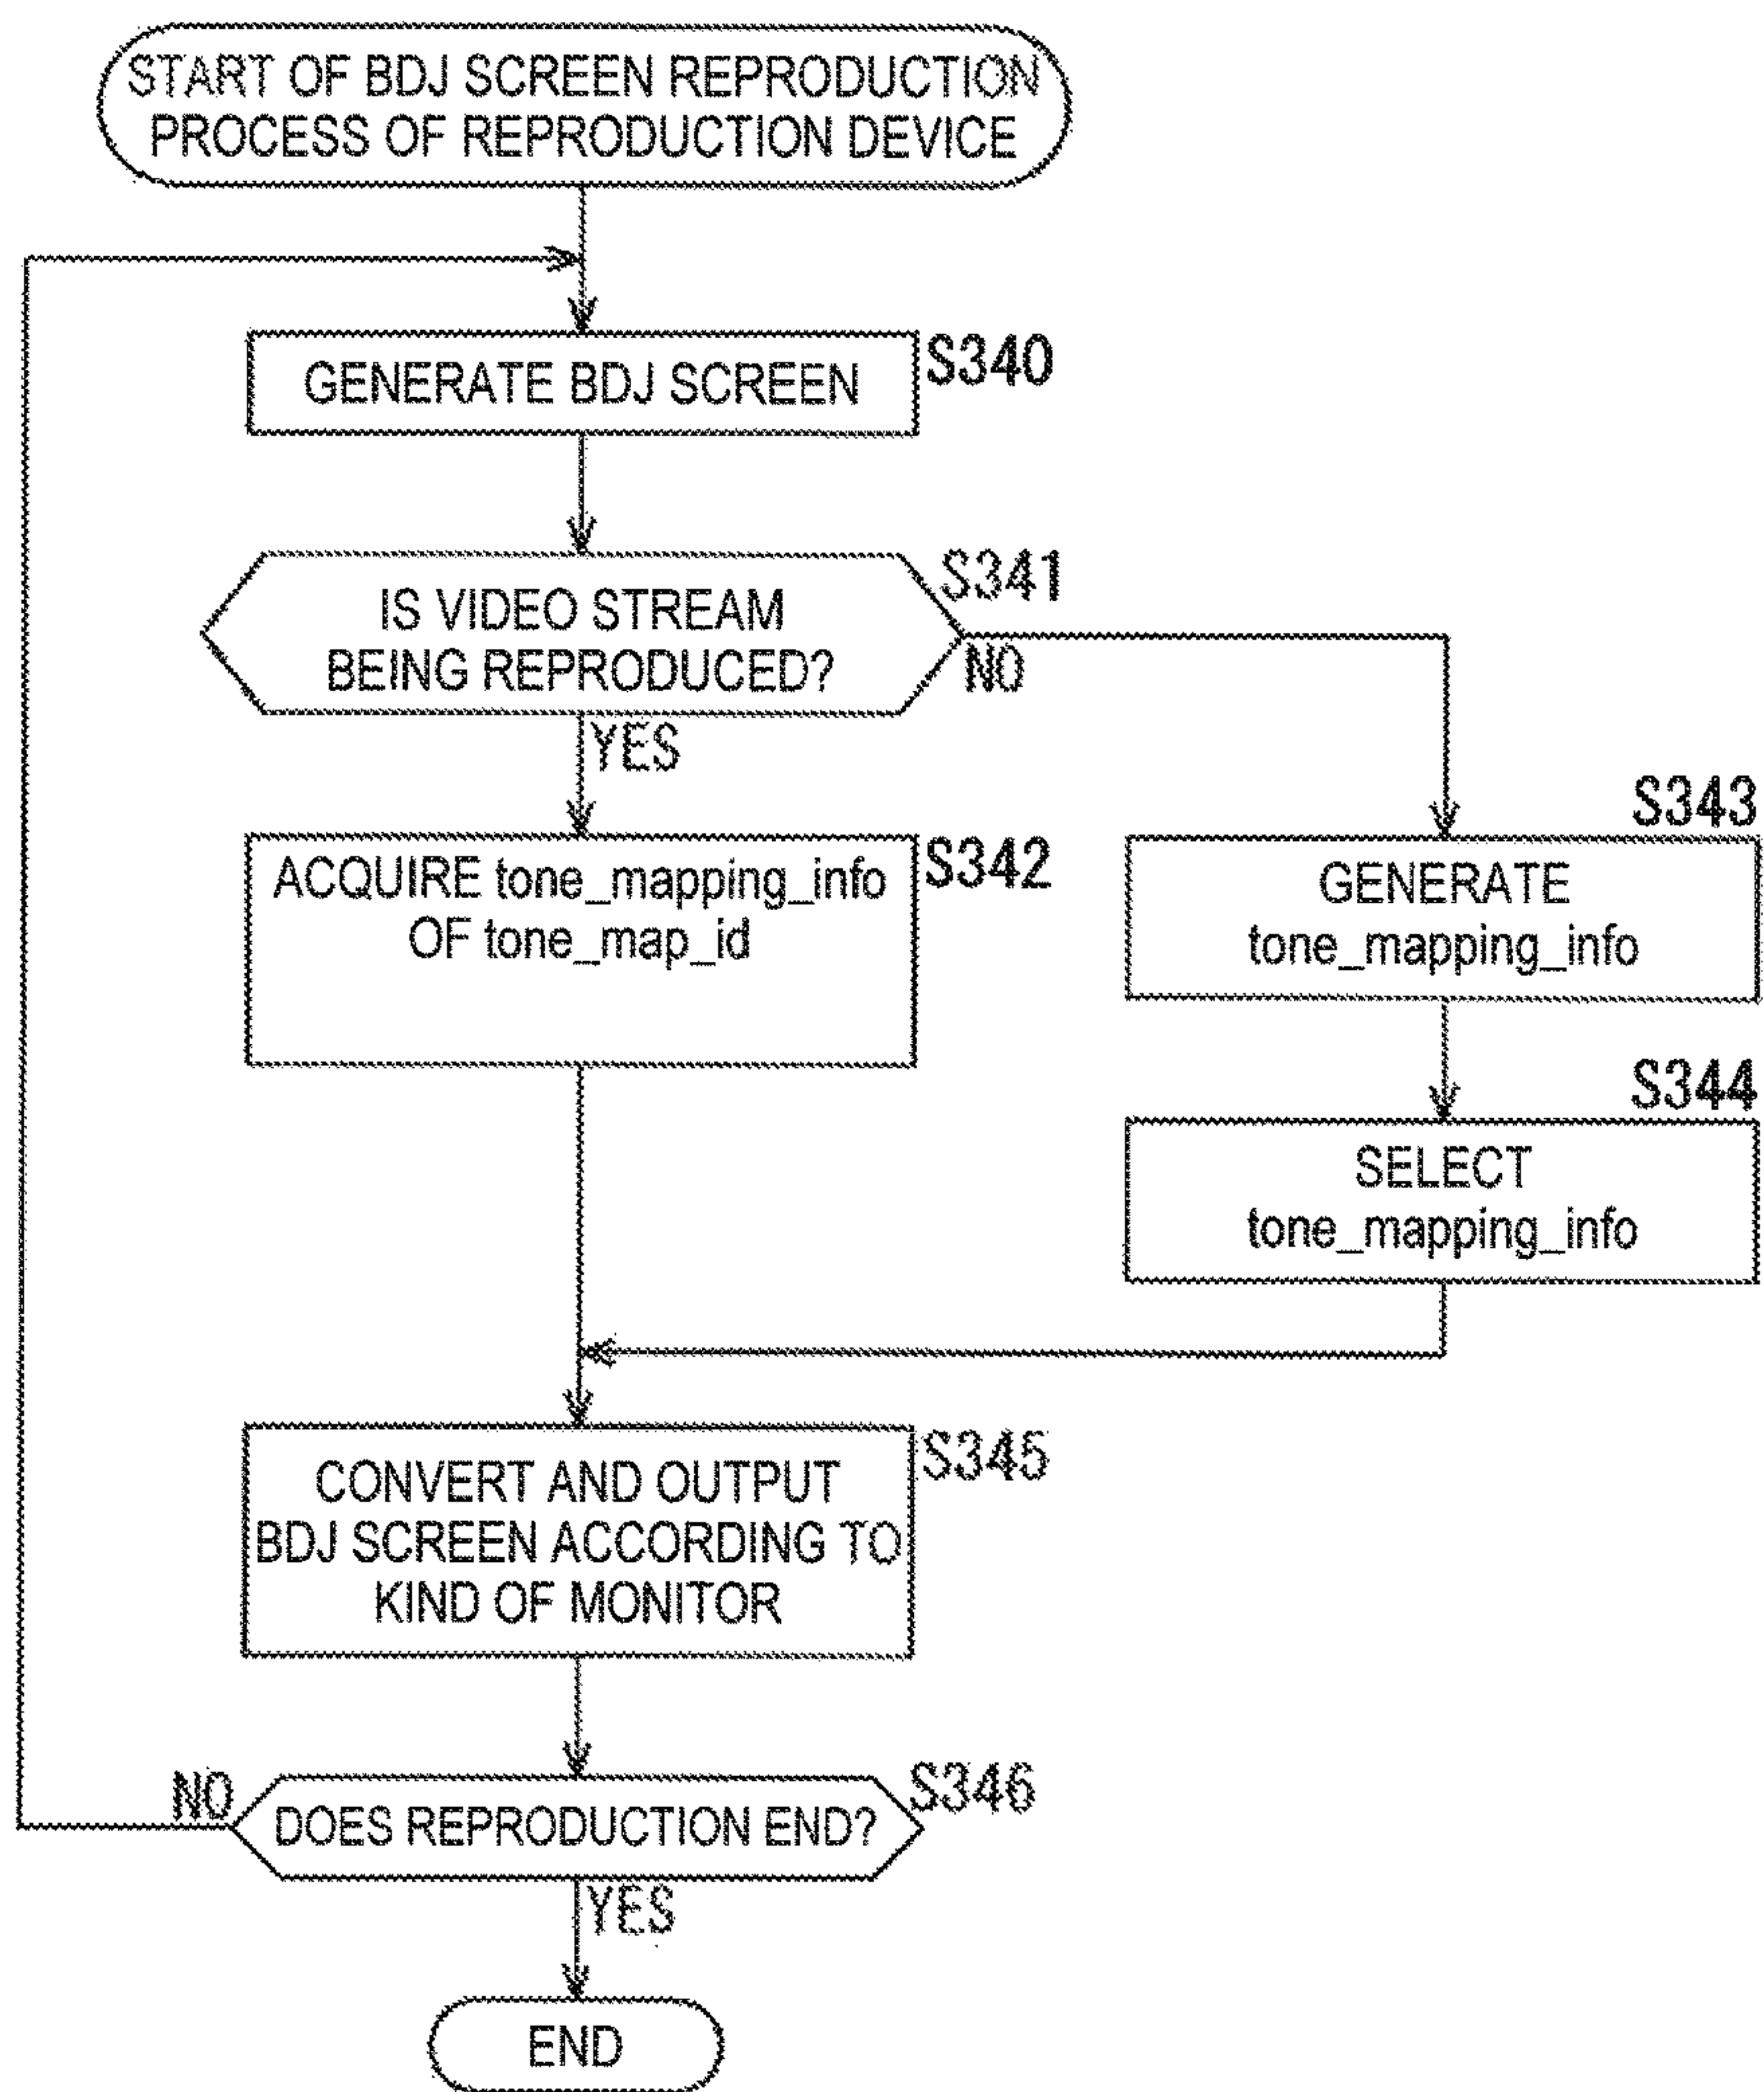 START OF BDJ SCREEN REPRODUCTION
PROCESS OF REPRODUCTION DEVICE
GENERATE BDJ SCREEN
S340
IS VIDEO STREAM
BEING REPRODUCED?
S341
NO
YES
ACQUIRE tone_mapping_info
OF tone_map_id
S342
S343
GENERATE
tone_mapping_info
S344
SELECT
tone_mapping_info
CONVERT AND OUTPUT
BDJ SCREEN ACCORDING TO
KIND OF MONITOR
S345
NO
DOES REPRODUCTION END?
S346
YES
END